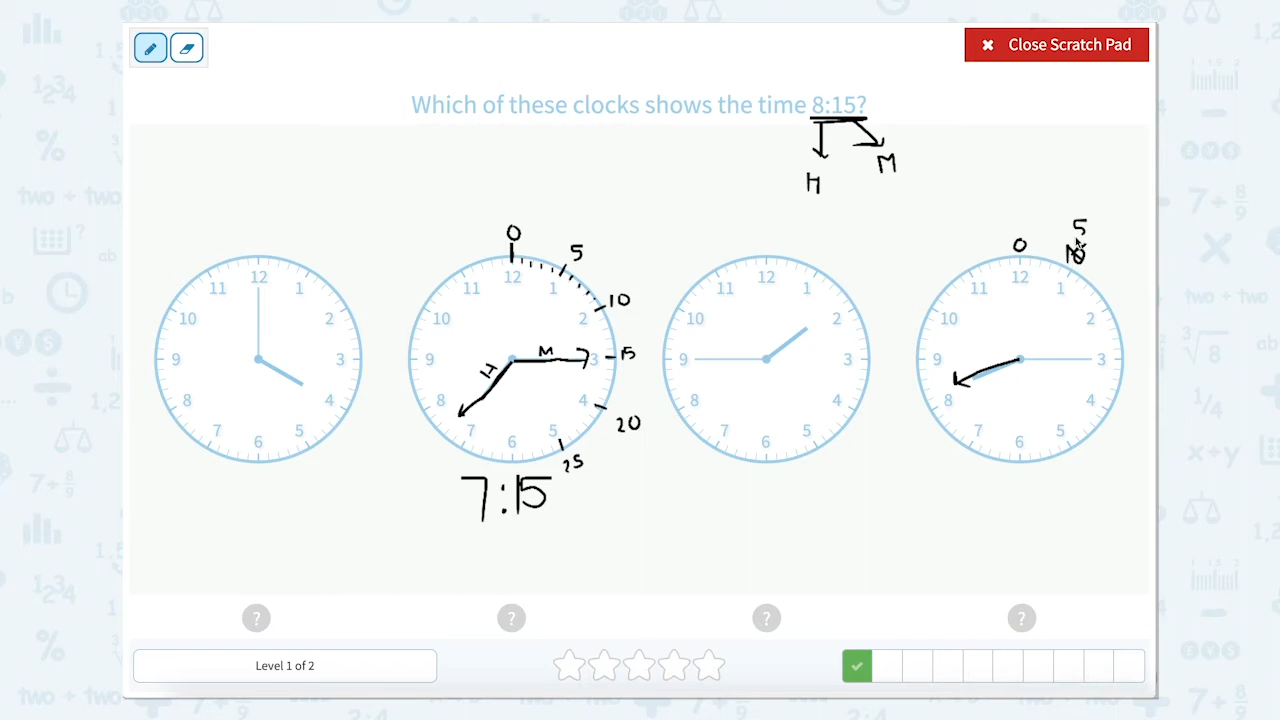 Close Scratch Pad
Which of these clocks shows the time 8:15?
H M
12 1 2 3 4 5 6 7 8 9 10 11
0 5 10 15 20 25
12 1 2 3 4 5 6 7 8 9 10 11
M
H
7:15
12 1 2 3 4 5 6 7 8 9 10 11
0 5
12 1 2 3 4 5 6 7 8 9 10 11
? ? ? ?
Level 1 of 2